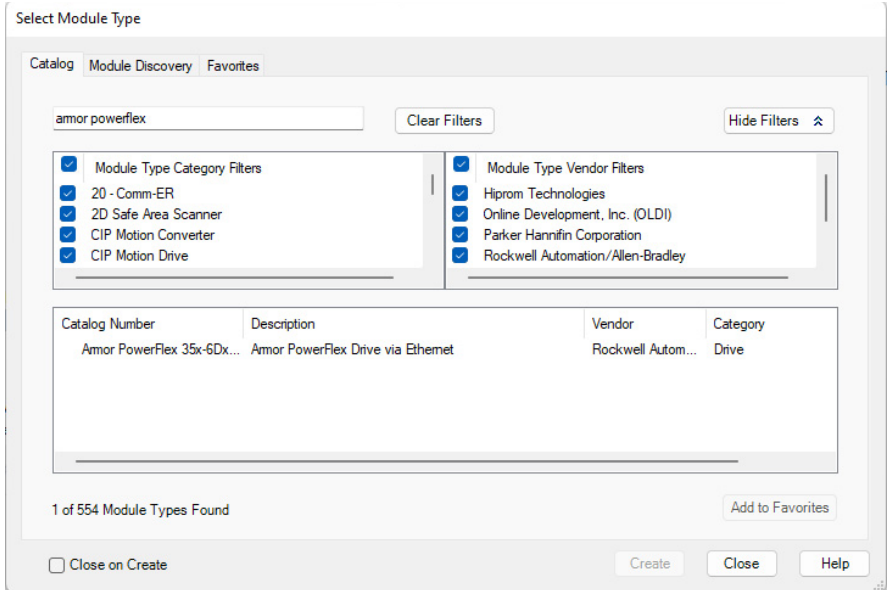 Select Module Type
Catalog Module Discovery Favorites
armor powerflex
Clear Filters
Hide Filters
Module Type Category Filters
20 - Comm-ER
2D Safe Area Scanner
CIP Motion Converter
CIP Motion Drive
Module Type Vendor Filters
Hiprom Technologies
Online Development, Inc. (OLDI)
Parker Hannifin Corporation
Rockwell Automation/Allen-Bradley
Catalog Number Description Vendor Category
Armor PowerFlex 35x-6Dx... Armor PowerFlex Drive via Ethernet Rockwell Autom... Drive
1 of 554 Module Types Found
Add to Favorites
Close on Create
Create Close Help